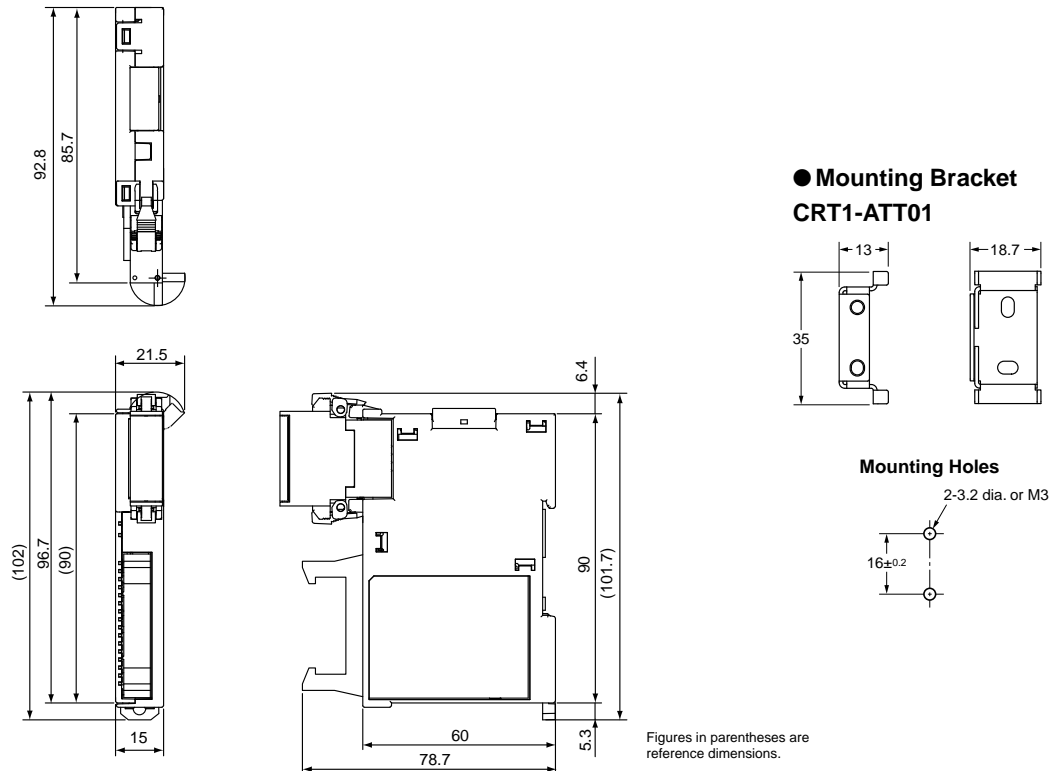 92.8
85.7
● Mounting Bracket
CRT1-ATT01
13
18.7
35
21.5
6.4
(102)
96.7
(90)
90
(101.7)
Mounting Holes
2-3.2 dia. or M3
16±0.2
15
60
78.7
5.3
Figures in parentheses are
reference dimensions.